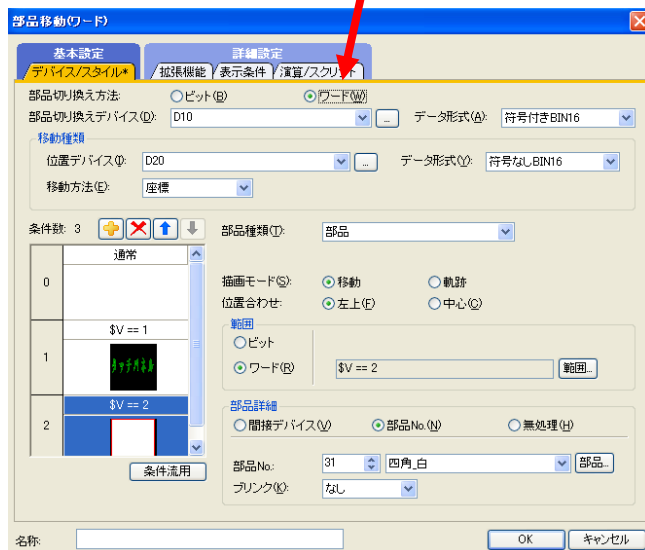 部品移動(ワード)
基本設定 詳細設定
デバイス/スタイル* 拡張機能 表示条件 演算/スクリプト
部品切り換え方法: ビット(B) ワード(W)
部品切り換えデバイス(D): D10 ... データ形式(A): 符号付きBIN16
移動種類
位置デバイス(I): D20 ... データ形式(Y): 符号なしBIN16
移動方法(E): 座標
条件数: 3 部品種類(T): 部品
通常
0
描画モード(S): 移動 軌跡
位置合わせ: 左上(F) 中心(C)
$V == 1
1
タッチパネル
範囲
ビット
ワード(R) $V == 2 範囲...
$V == 2
2
部品詳細
間接デバイス(V) 部品No.(N) 無処理(H)
部品No.: 31 四角_白 部品...
条件流用
ブリンク(K): なし
名称: OK キャンセル